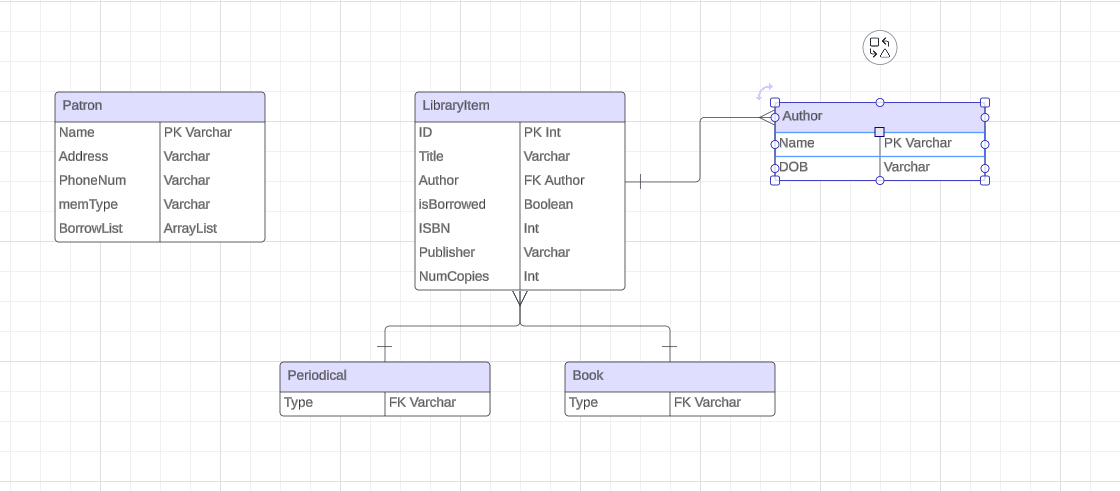 Patron
Name PK Varchar
Address Varchar
PhoneNum Varchar
memType Varchar
BorrowList ArrayList
LibraryItem
ID PK Int
Title Varchar
Author FK Author
isBorrowed Boolean
ISBN Int
Publisher Varchar
NumCopies Int
Author
Name PK Varchar
DOB Varchar
Periodical
Type FK Varchar
Book
Type FK Varchar